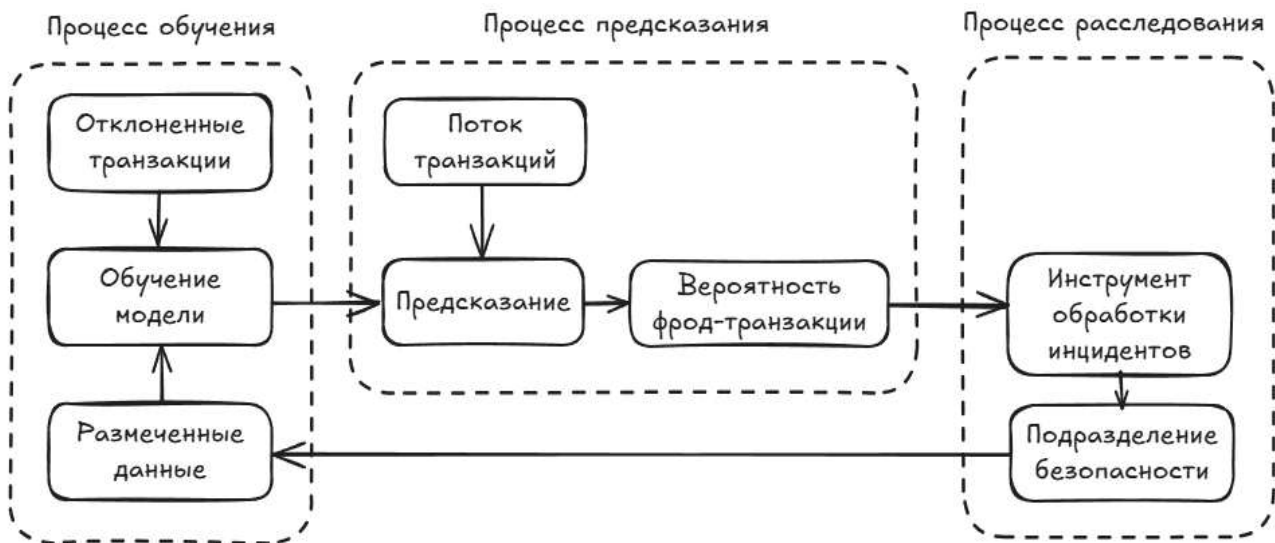 Процесс обучения
Отклоненные
транзакции
Обучение
модели
Размеченные
данные
Процесс предсказания
Поток
транзакций
Предсказание
Вероятность
фрод-транзакции
Процесс расследования
Инструмент
обработки
инцидентов
Подразделение
безопасности